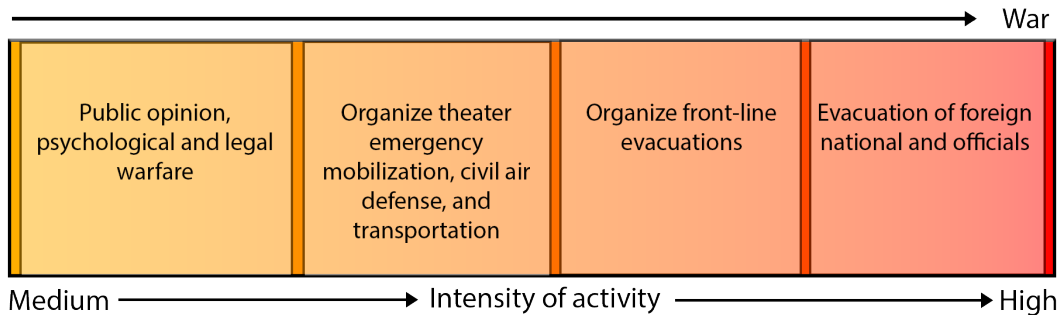 War
Public opinion,
psychological and legal
warfare
Organize theater
emergency
mobilization, civil air
defense, and
transportation
Organize front-line
evacuations
Evacuation of foreign
national and officials
Medium
Intensity of activity
High